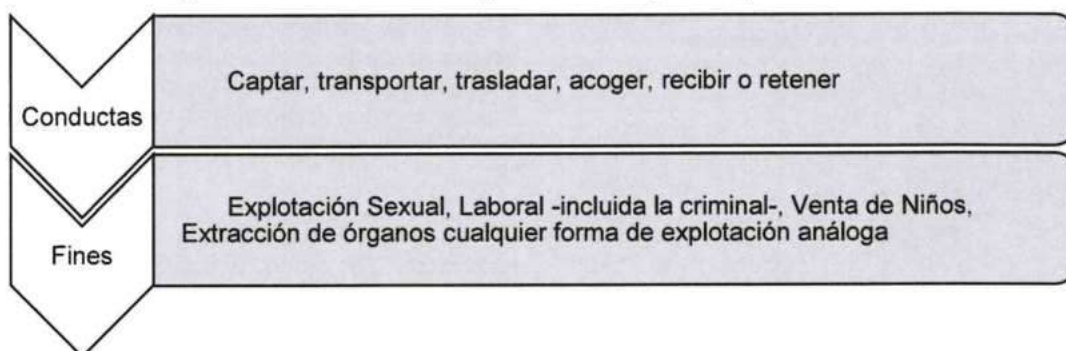 Conductas
Captar, transportar, trasladar, acoger, recibir o retener
Fines
Explotación Sexual, Laboral -incluida la criminal-, Venta de Niños,
Extracción de órganos cualquier forma de explotación análoga